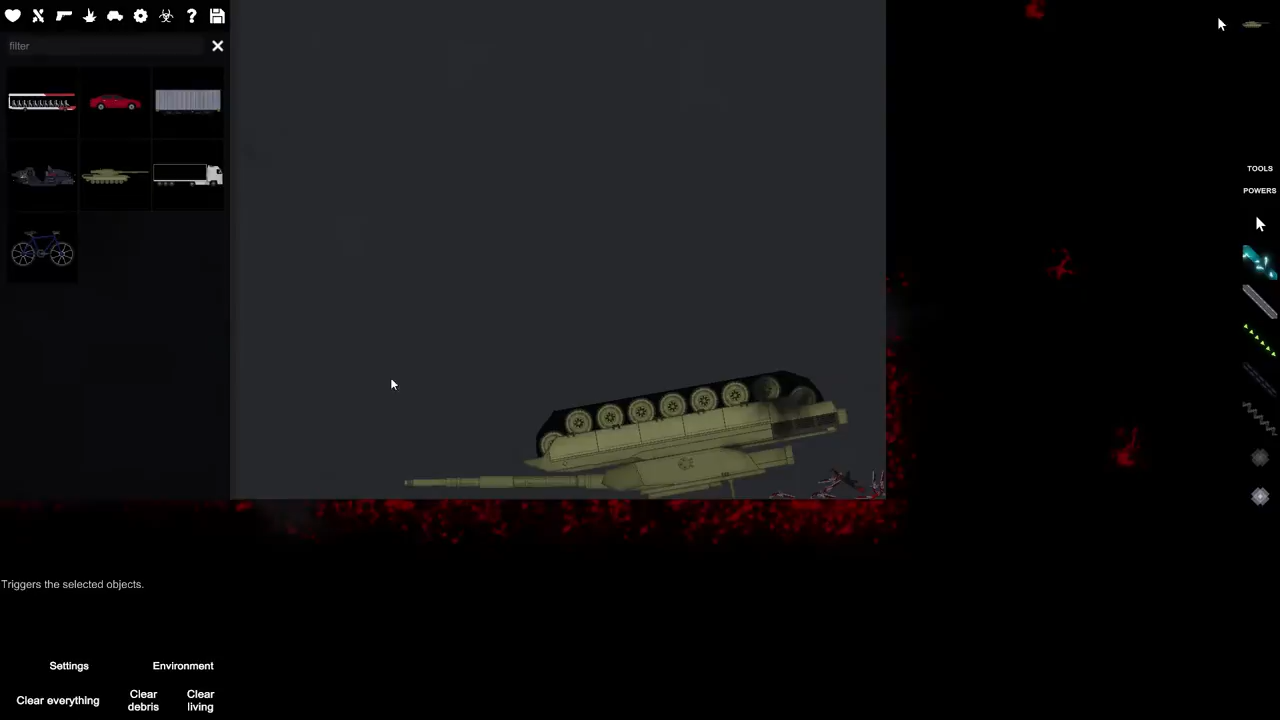 filter
TOOLS
POWERS
Triggers the selected objects.
Settings
Environment
Clear everything
Clear
debris
Clear
living